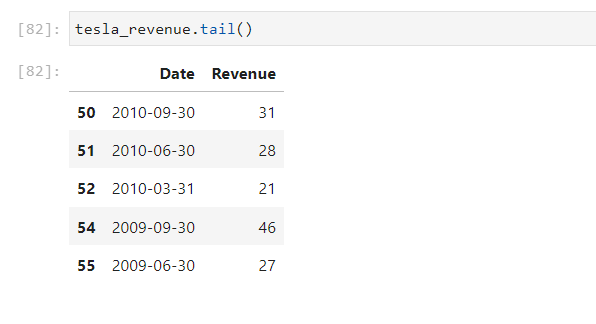 [82]: tesla_revenue.tail()
[82]:
Date Revenue
50 2010-09-30 31
51 2010-06-30 28
52 2010-03-31 21
54 2009-09-30 46
55 2009-06-30 27